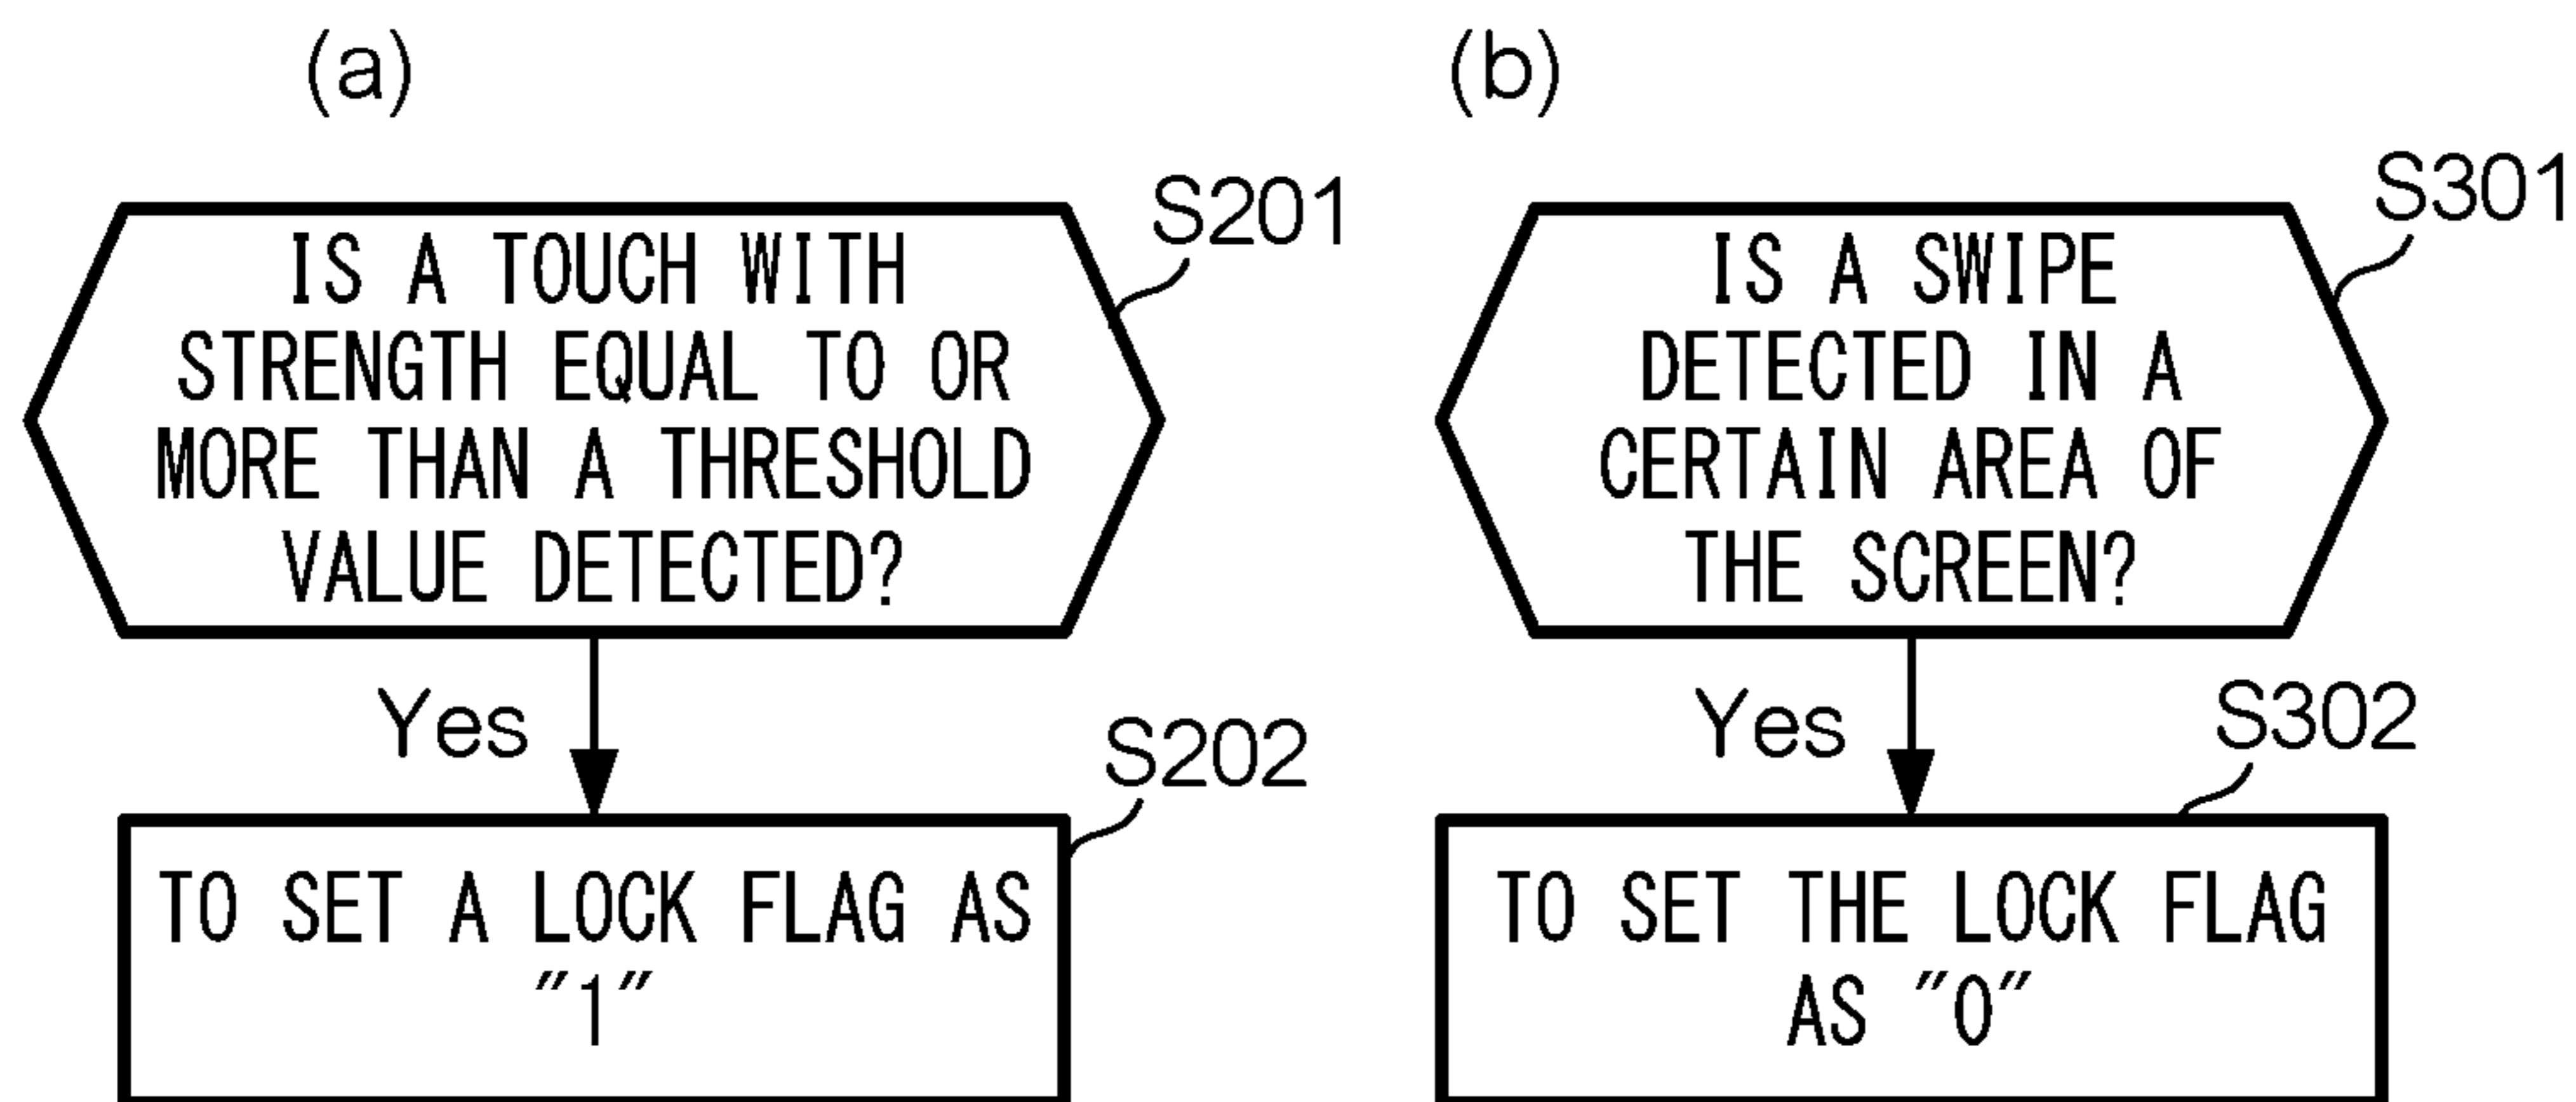 (a)
S201
IS A TOUCH WITH
STRENGTH EQUAL TO OR
MORE THAN A THRESHOLD
VALUE DETECTED?
Yes
S202
TO SET A LOCK FLAG AS
"1"
(b)
S301
IS A SWIPE
DETECTED IN A
CERTAIN AREA OF
THE SCREEN?
Yes
S302
TO SET THE LOCK FLAG
AS "0"